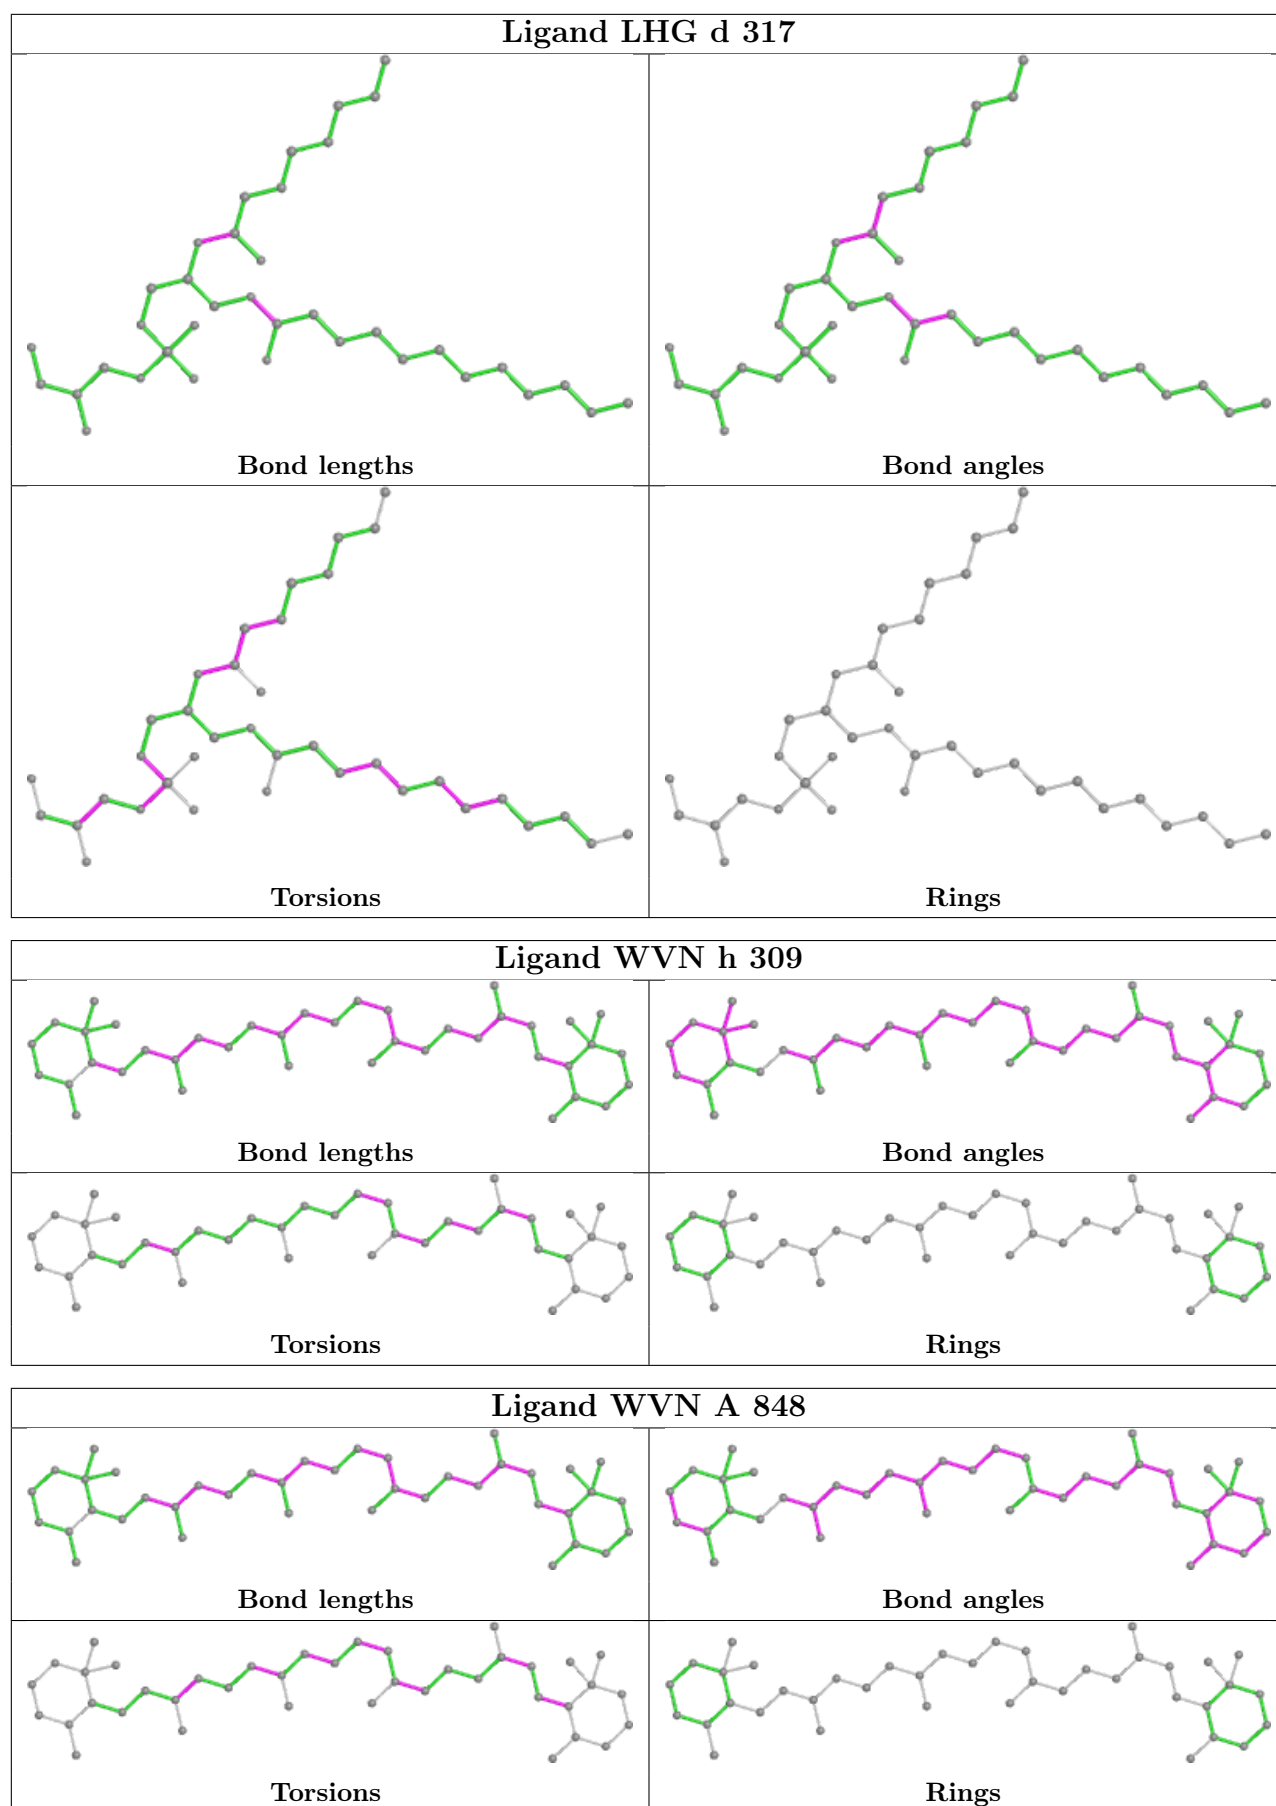 Ligand LHG d 317
Bond lengths
Bond angles
Torsions
Rings
Ligand WVN h 309
Bond lengths
Bond angles
Torsions
Rings
Ligand WVN A 848
Bond lengths
Bond angles
Torsions
Rings